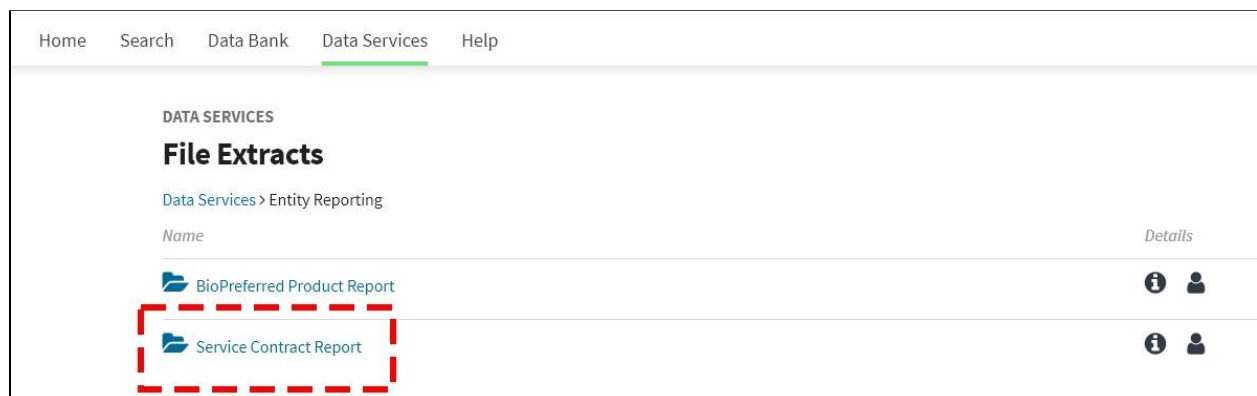 Home Search Data Bank Data Services Help
DATA SERVICES
File Extracts
Data Services > Entity Reporting
Name Details
BioPreferred Product Report
Service Contract Report